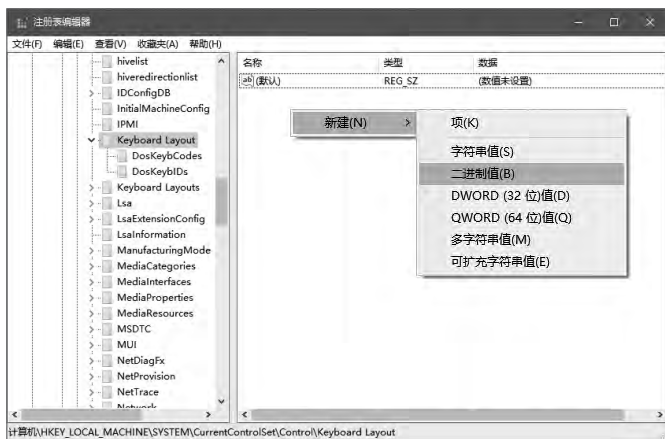 注册表编辑器
文件(F) 编辑(E) 查看(V) 收藏夹(A) 帮助(H)
hivelist
hiveredirectionlist
IDConfigDB
InitialMachineConfig
IPMI
Keyboard Layout
DosKeybCodes
DosKeybIDs
Keyboard Layouts
Lsa
LsaExtensionConfig
LsaInformation
ManufacturingMode
MediaCategories
MediaInterfaces
MediaProperties
MediaResources
MSDTC
MUI
NetDiagFx
NetProvision
NetTrace
Network
名称 类型 数据
ab (默认) REG_SZ (数值未设置)
新建(N) >
项(K)
字符串值(S)
二进制值(B)
DWORD (32 位)值(D)
QWORD (64 位)值(Q)
多字符串值(M)
可扩充字符串值(E)
计算机\HKEY_LOCAL_MACHINE\SYSTEM\CurrentControlSet\Control\Keyboard Layout